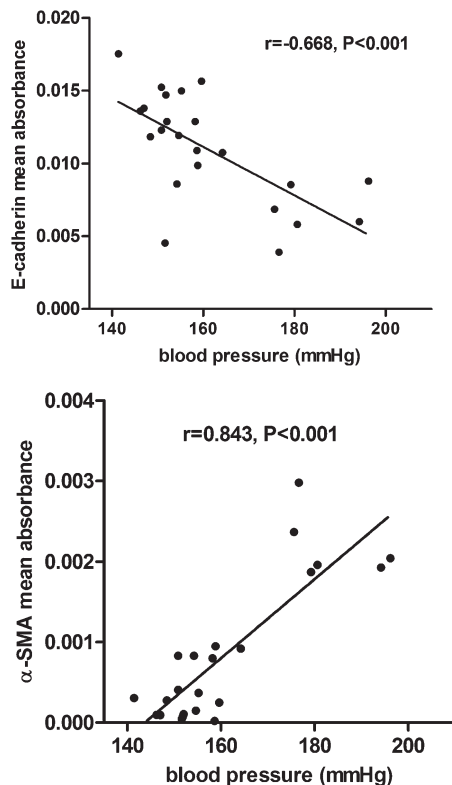 r=-0.668, P<0.001
E-cadherin mean absorbance
0.020
0.015
0.010
0.005
0.000
140 160 180 200
blood pressure (mmHg)
r=0.843, P<0.001
α-SMA mean absorbance
0.004
0.003
0.002
0.001
0.000
140 160 180 200
blood pressure (mmHg)